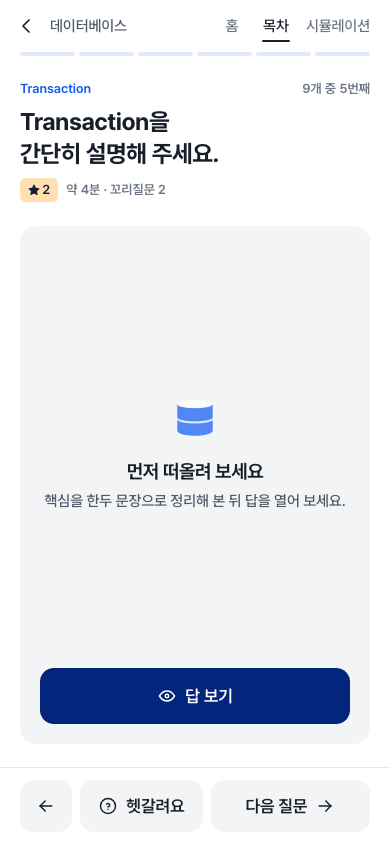 데이터베이스 홈 목차 시뮬레이션
Transaction 9개 중 5번째
Transaction을
간단히 설명해 주세요.
2 약 4분 · 꼬리질문 2
먼저 떠올려 보세요
핵심을 한두 문장으로 정리해 본 뒤 답을 열어 보세요.
답 보기
헷갈려요 다음 질문